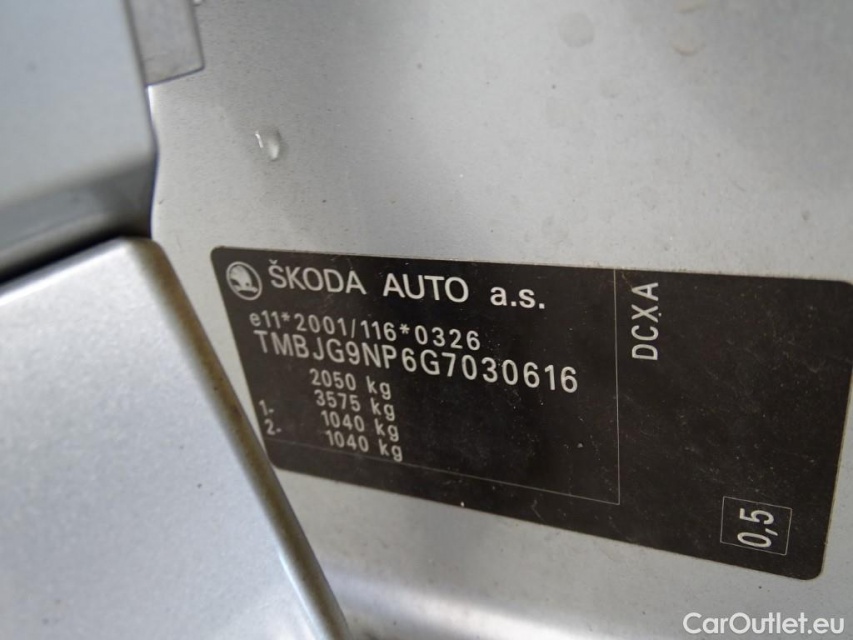 ŠKODA AUTO a.s.
e11*2001/116*0326
TMBJG9NP6G7030616
2050 kg
3575 kg
1- 1040 kg
2- 1040 kg
DCXA
0,5
CarOutlet.eu